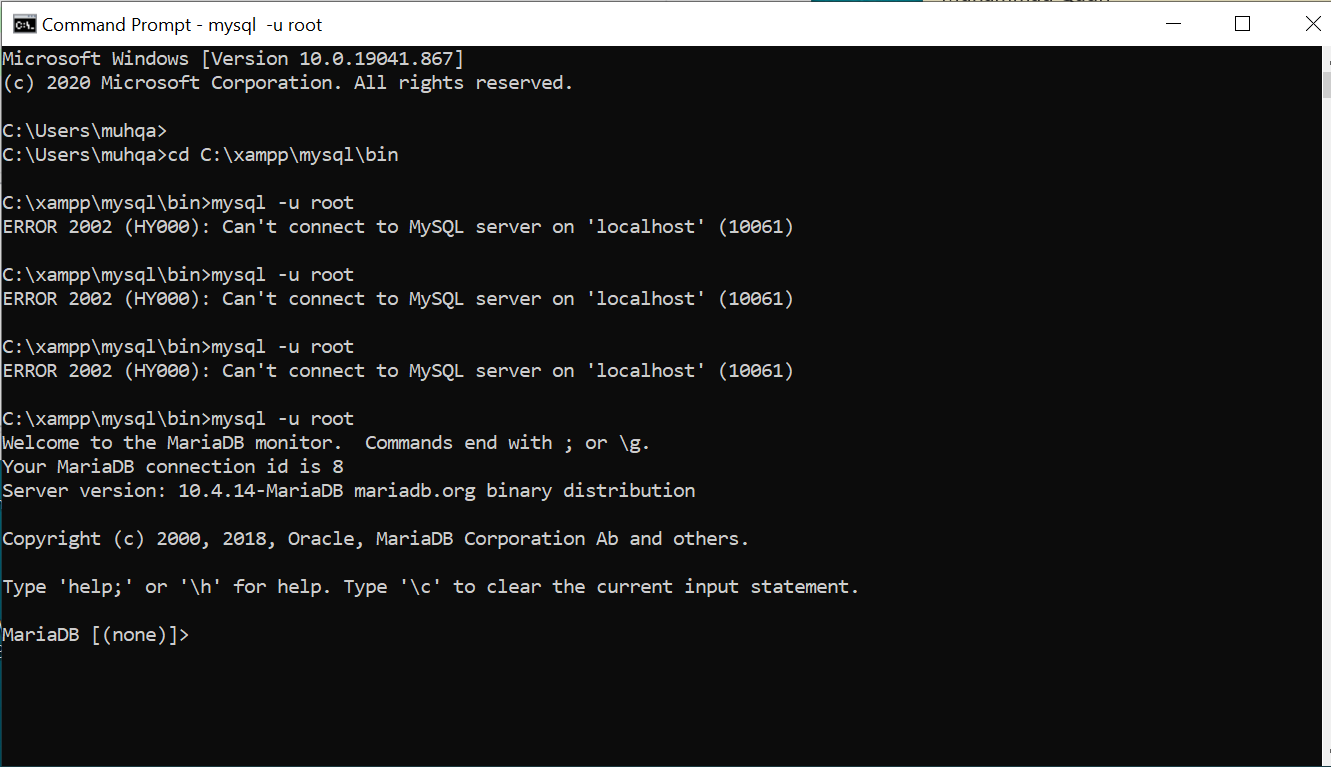 Command Prompt - mysql  -u root
Microsoft Windows [Version 10.0.19041.867]
(c) 2020 Microsoft Corporation. All rights reserved.
C:\Users\muhqa>
C:\Users\muhqa>cd C:\xampp\mysql\bin
C:\xampp\mysql\bin>mysql -u root
ERROR 2002 (HY000): Can't connect to MySQL server on 'localhost' (10061)
C:\xampp\mysql\bin>mysql -u root
ERROR 2002 (HY000): Can't connect to MySQL server on 'localhost' (10061)
C:\xampp\mysql\bin>mysql -u root
ERROR 2002 (HY000): Can't connect to MySQL server on 'localhost' (10061)
C:\xampp\mysql\bin>mysql -u root
Welcome to the MariaDB monitor.  Commands end with ; or \g.
Your MariaDB connection id is 8
Server version: 10.4.14-MariaDB mariadb.org binary distribution
Copyright (c) 2000, 2018, Oracle, MariaDB Corporation Ab and others.
Type 'help;' or '\h' for help. Type '\c' to clear the current input statement.
MariaDB [(none)]>